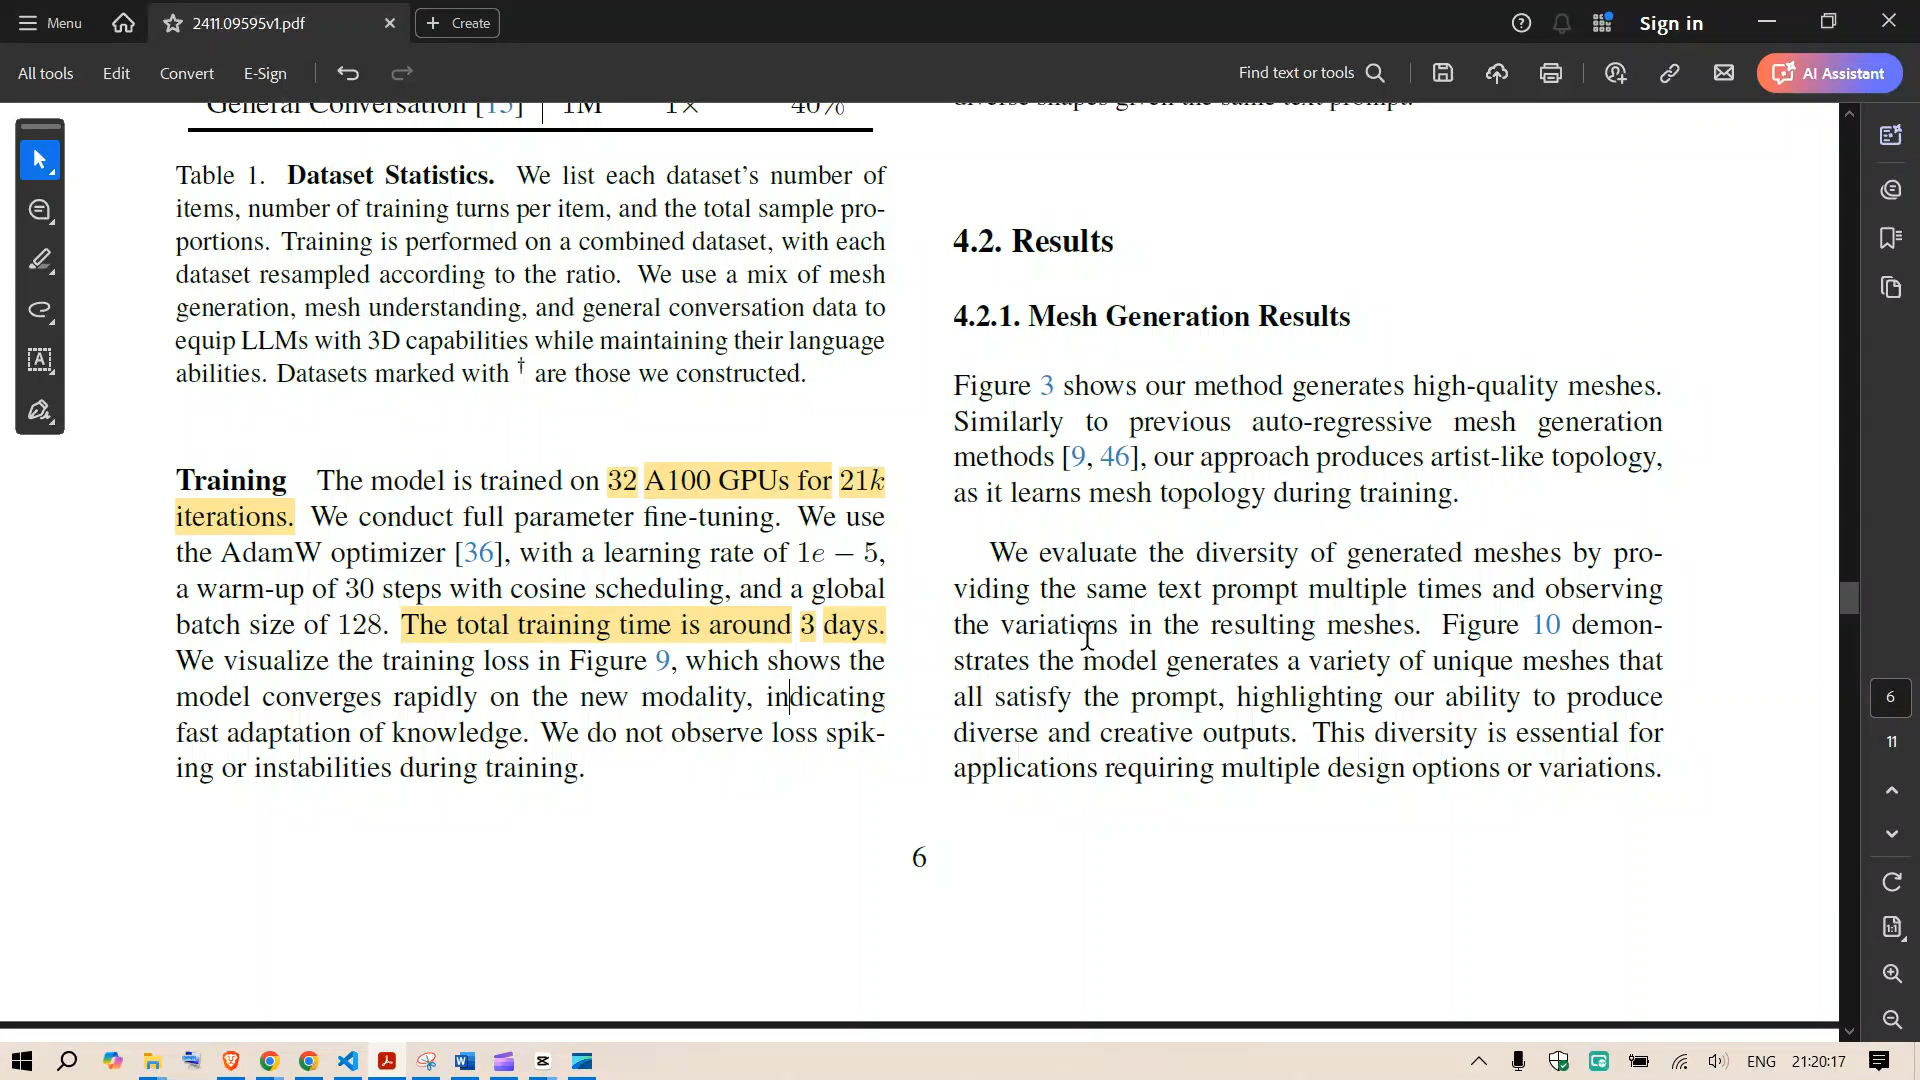 Menu
2411.09595v1.pdf
Create
Sign in
All tools
Edit
Convert
E-Sign
Find text or tools
AI Assistant
General Conversation [15] 1M 1× 40%
Table 1. Dataset Statistics. We list each dataset's number of
items, number of training turns per item, and the total sample pro-
portions. Training is performed on a combined dataset, with each
dataset resampled according to the ratio. We use a mix of mesh
generation, mesh understanding, and general conversation data to
equip LLMs with 3D capabilities while maintaining their language
abilities. Datasets marked with † are those we constructed.
Training The model is trained on 32 A100 GPUs for 21k
iterations. We conduct full parameter fine-tuning. We use
the AdamW optimizer [36], with a learning rate of 1e − 5,
a warm-up of 30 steps with cosine scheduling, and a global
batch size of 128. The total training time is around 3 days.
We visualize the training loss in Figure 9, which shows the
model converges rapidly on the new modality, indicating
fast adaptation of knowledge. We do not observe loss spik-
ing or instabilities during training.
diverse shapes given the same text prompt.
4.2. Results
4.2.1. Mesh Generation Results
Figure 3 shows our method generates high-quality meshes.
Similarly to previous auto-regressive mesh generation
methods [9, 46], our approach produces artist-like topology,
as it learns mesh topology during training.
We evaluate the diversity of generated meshes by pro-
viding the same text prompt multiple times and observing
the variations in the resulting meshes. Figure 10 demon-
strates the model generates a variety of unique meshes that
all satisfy the prompt, highlighting our ability to produce
diverse and creative outputs. This diversity is essential for
applications requiring multiple design options or variations.
6
6
11
ENG
21:20:17